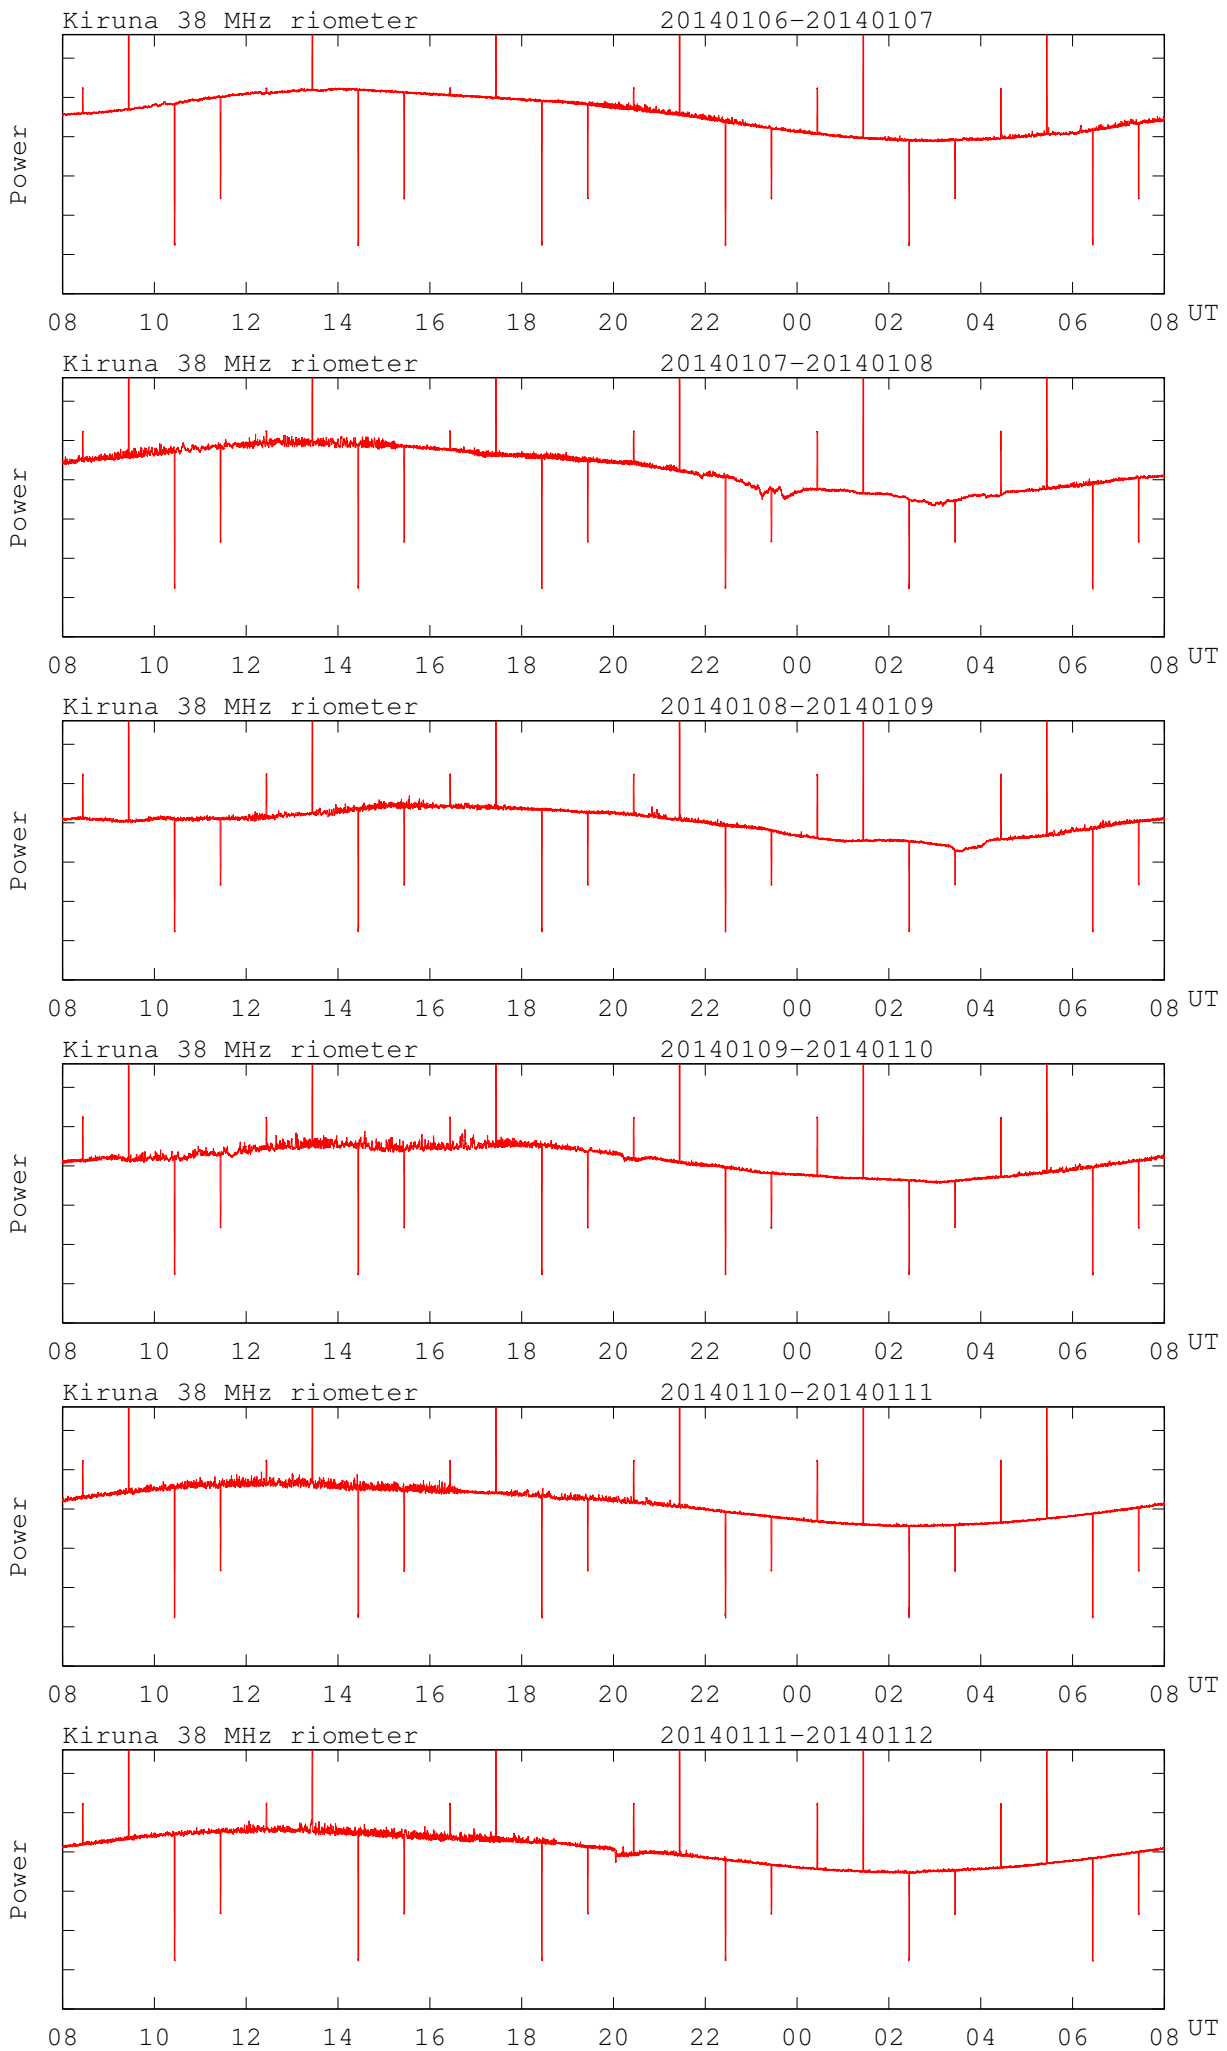 Kiruna 38 MHz riometer 20140106-20140107
Power
08 10 12 14 16 18 20 22 00 02 04 06 08 UT
Kiruna 38 MHz riometer 20140107-20140108
Power
08 10 12 14 16 18 20 22 00 02 04 06 08 UT
Kiruna 38 MHz riometer 20140108-20140109
Power
08 10 12 14 16 18 20 22 00 02 04 06 08 UT
Kiruna 38 MHz riometer 20140109-20140110
Power
08 10 12 14 16 18 20 22 00 02 04 06 08 UT
Kiruna 38 MHz riometer 20140110-20140111
Power
08 10 12 14 16 18 20 22 00 02 04 06 08 UT
Kiruna 38 MHz riometer 20140111-20140112
Power
08 10 12 14 16 18 20 22 00 02 04 06 08 UT